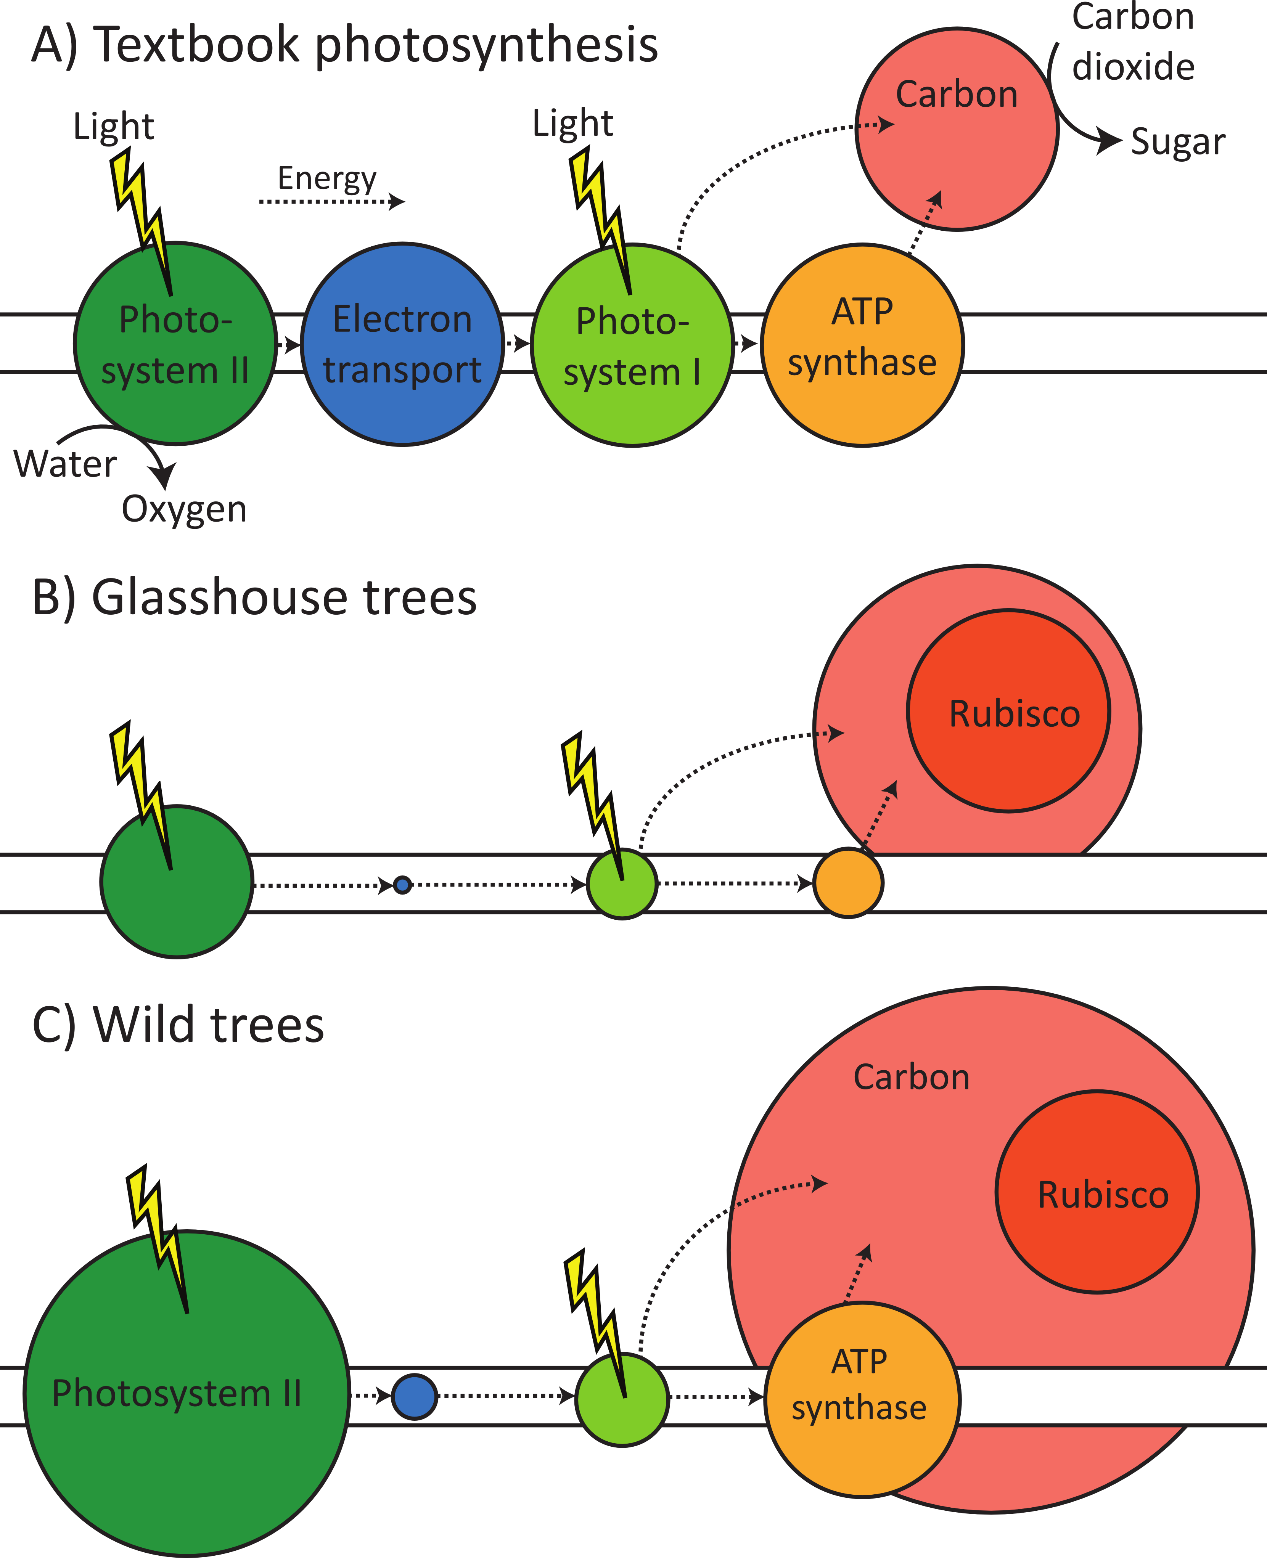 A) Textbook photosynthesis
Carbon
dioxide
Sugar
Carbon
Light
Light
Energy
Photo-
system II
Electron
transport
Photo-
system I
ATP
synthase
Water
Oxygen
B) Glasshouse trees
Rubisco
C) Wild trees
Carbon
Rubisco
Photosystem II
ATP
synthase